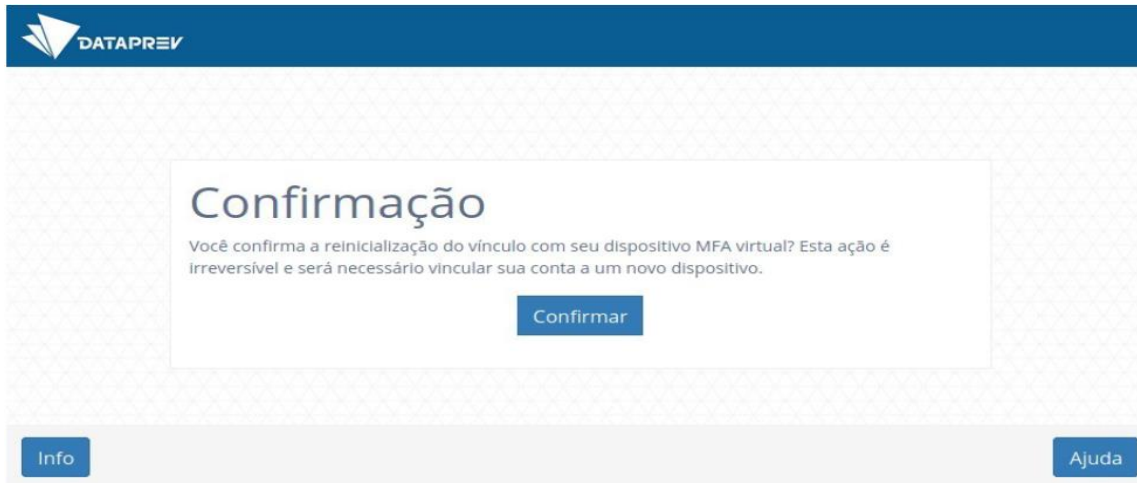 DATAPREV
Confirmação
Você confirma a reinicialização do vínculo com seu dispositivo MFA virtual? Esta ação é
irreversível e será necessário vincular sua conta a um novo dispositivo.
Confirmar
Info
Ajuda